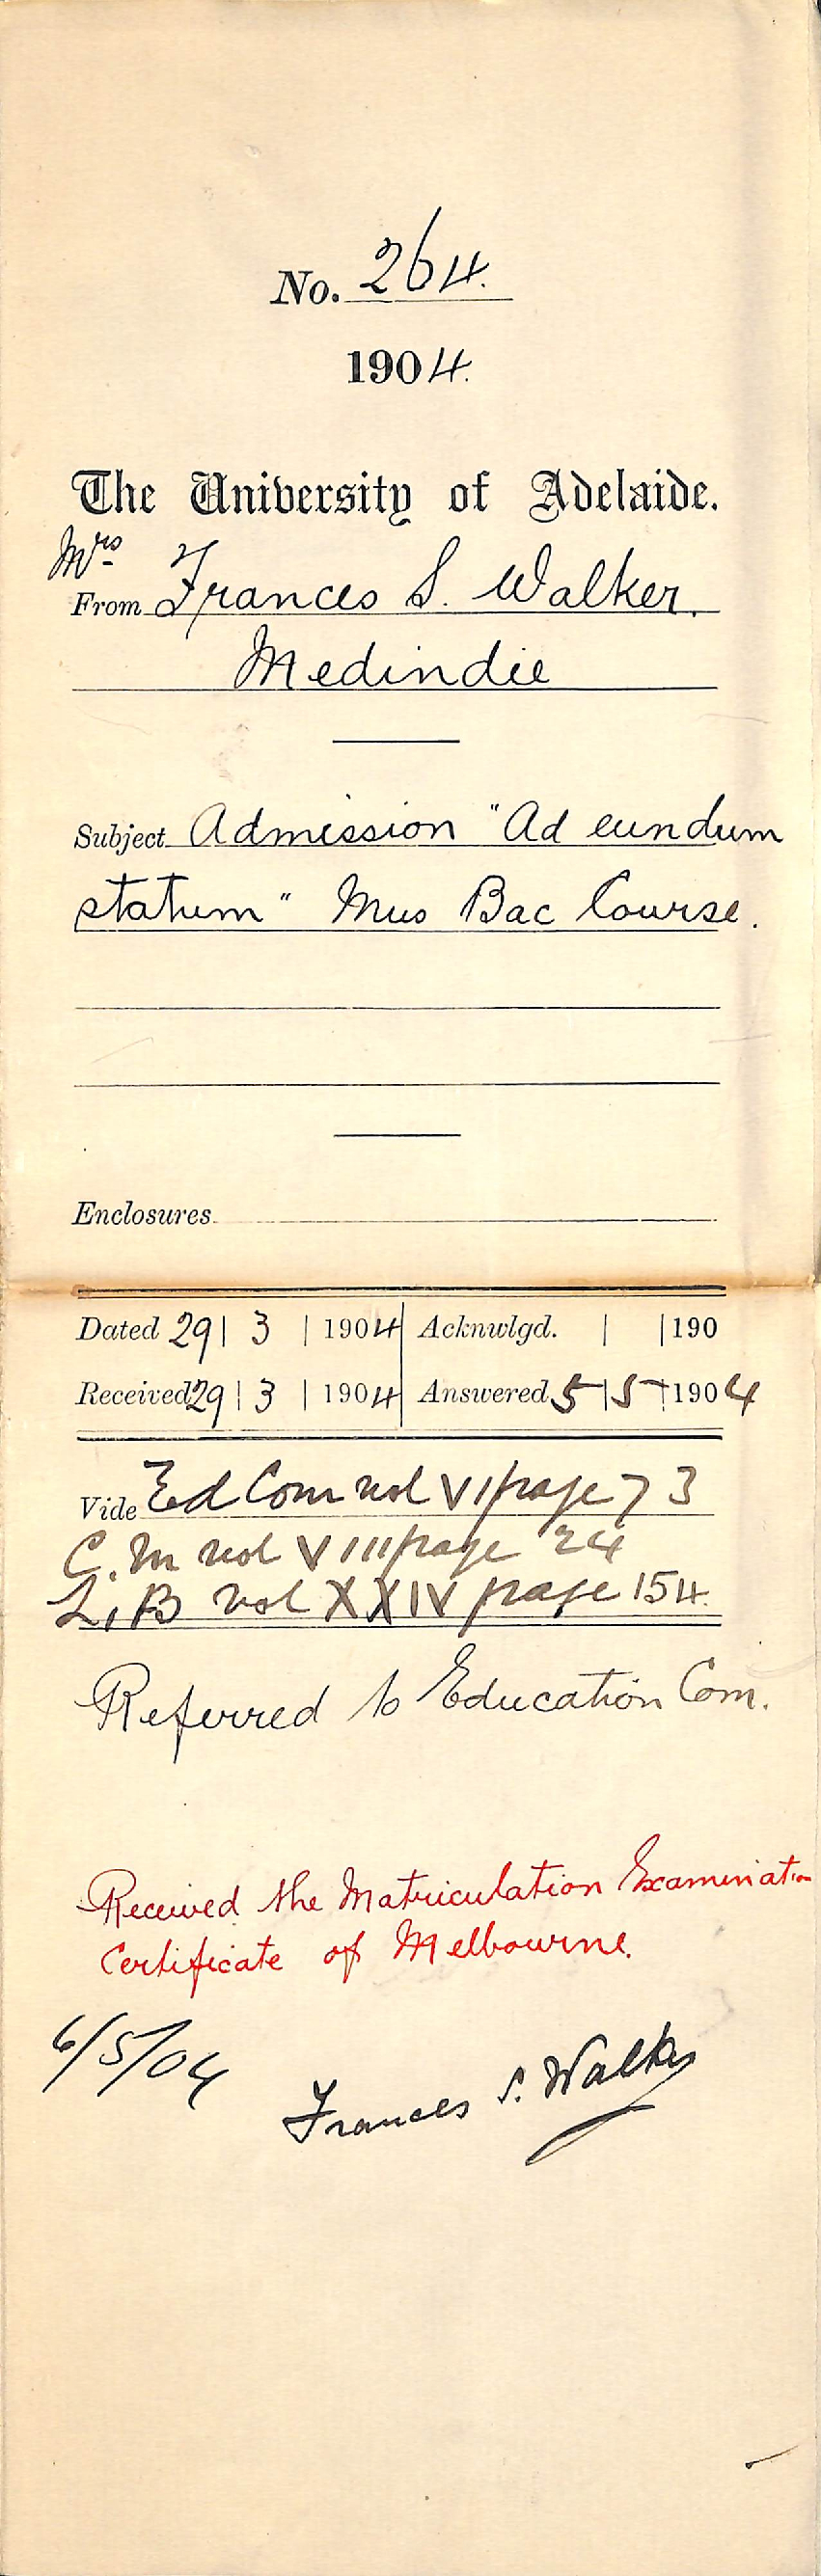 No. 264.
1904.
The University of Adelaide.
Mrs
From Frances S. Walker.
Medindie
Subject Admission "Ad eundum
statum" Mus Bac Course.
Enclosures
Dated 29 | 3 | 1904 | Acknwlgd. | | 190
Received 29 | 3 | 1904 | Answered 5 | 5 | 1904
Vide Ed Com vol VI page 73
C.M vol VIII page 24
L.B vol XXIV page 154.
Referred to Education Com.
Received the Matriculation Examination
Certificate of Melbourne.
6/5/04
Frances S. Walker